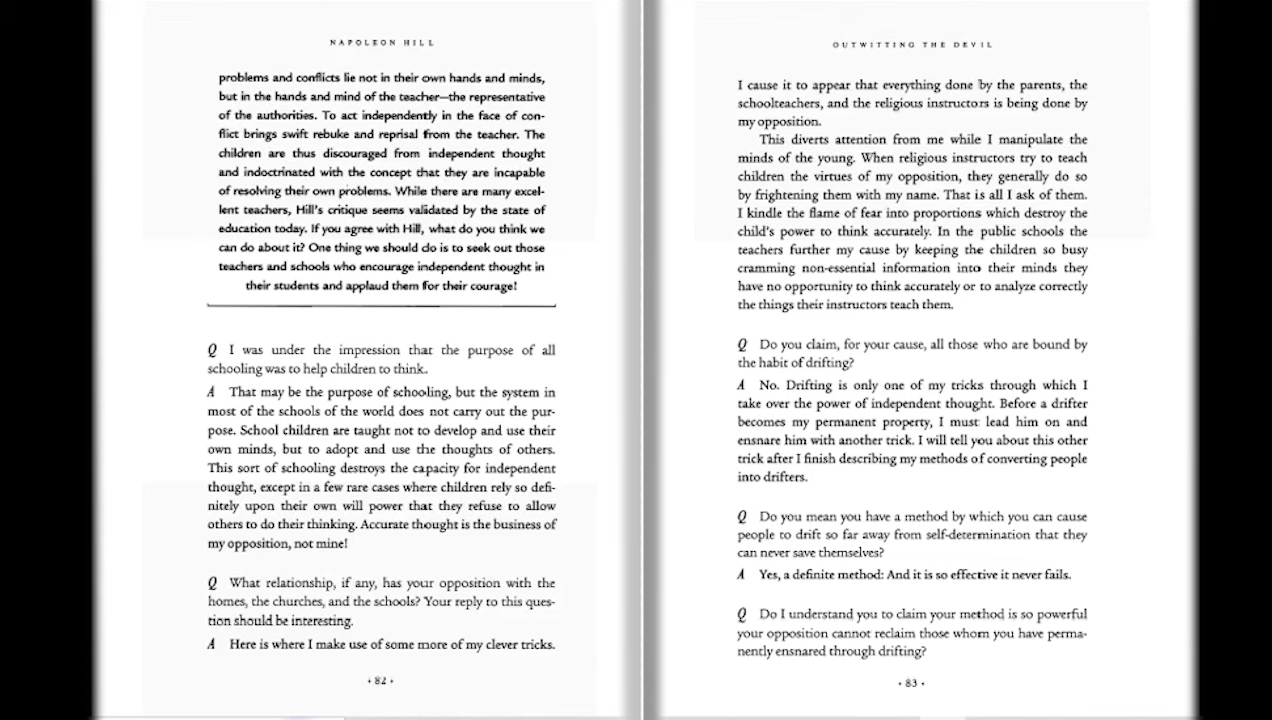 NAPOLEON HILL
problems and conflicts lie not in their own hands and minds,
but in the hands and mind of the teacher—the representative
of the authorities. To act independently in the face of con-
flict brings swift rebuke and reprisal from the teacher. The
children are thus discouraged from independent thought
and indoctrinated with the concept that they are incapable
of resolving their own problems. While there are many excel-
lent teachers, Hill's critique seems validated by the state of
education today. If you agree with Hill, what do you think we
can do about it? One thing we should do is to seek out those
teachers and schools who encourage independent thought in
their students and applaud them for their courage!
Q I was under the impression that the purpose of all
schooling was to help children to think.
A That may be the purpose of schooling, but the system in
most of the schools of the world does not carry out the pur-
pose. School children are taught not to develop and use their
own minds, but to adopt and use the thoughts of others.
This sort of schooling destroys the capacity for independent
thought, except in a few rare cases where children rely so defi-
nitely upon their own will power that they refuse to allow
others to do their thinking. Accurate thought is the business of
my opposition, not mine!
Q What relationship, if any, has your opposition with the
homes, the churches, and the schools? Your reply to this ques-
tion should be interesting.
A Here is where I make use of some more of my clever tricks.
• 82 •
OUTWITTING THE DEVIL
I cause it to appear that everything done by the parents, the
schoolteachers, and the religious instructors is being done by
my opposition.
This diverts attention from me while I manipulate the
minds of the young. When religious instructors try to teach
children the virtues of my opposition, they generally do so
by frightening them with my name. That is all I ask of them.
I kindle the flame of fear into proportions which destroy the
child's power to think accurately. In the public schools the
teachers further my cause by keeping the children so busy
cramming non-essential information into their minds they
have no opportunity to think accurately or to analyze correctly
the things their instructors teach them.
Q Do you claim, for your cause, all those who are bound by
the habit of drifting?
A No. Drifting is only one of my tricks through which I
take over the power of independent thought. Before a drifter
becomes my permanent property, I must lead him on and
ensnare him with another trick. I will tell you about this other
trick after I finish describing my methods of converting people
into drifters.
Q Do you mean you have a method by which you can cause
people to drift so far away from self-determination that they
can never save themselves?
A Yes, a definite method: And it is so effective it never fails.
Q Do I understand you to claim your method is so powerful
your opposition cannot reclaim those whom you have perma-
nently ensnared through drifting?
• 83 •